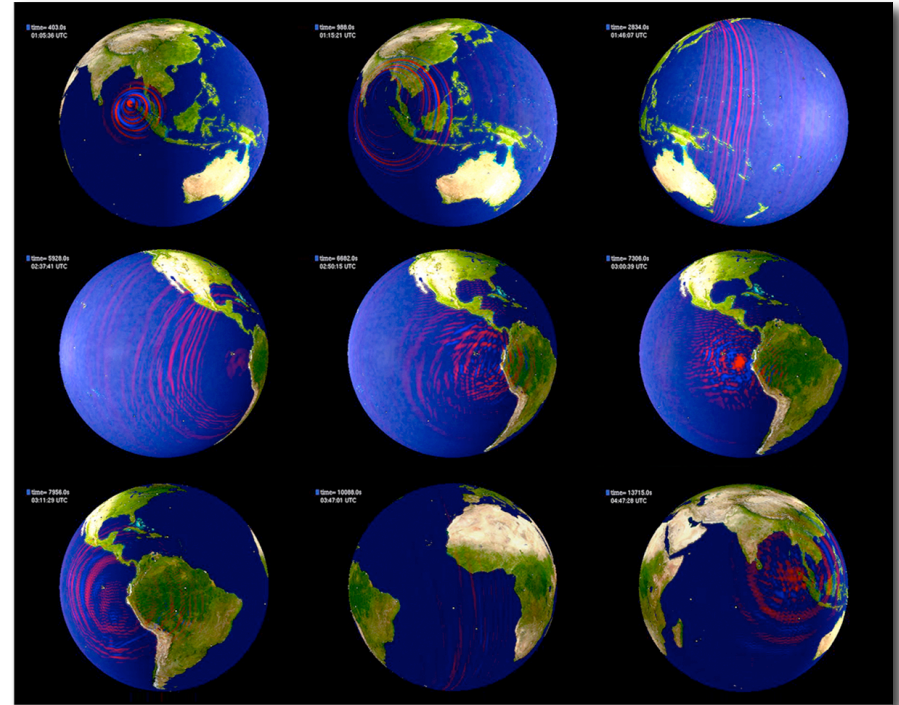 time= 403.0s
01:05:36 UTC
time= 988.0s
01:15:21 UTC
time= 2834.0s
01:46:07 UTC
time= 5928.0s
02:37:41 UTC
time= 6682.0s
02:50:15 UTC
time= 7306.0s
03:00:39 UTC
time= 7956.0s
03:11:29 UTC
time= 10088.0s
03:47:01 UTC
time= 13715.0s
04:47:28 UTC